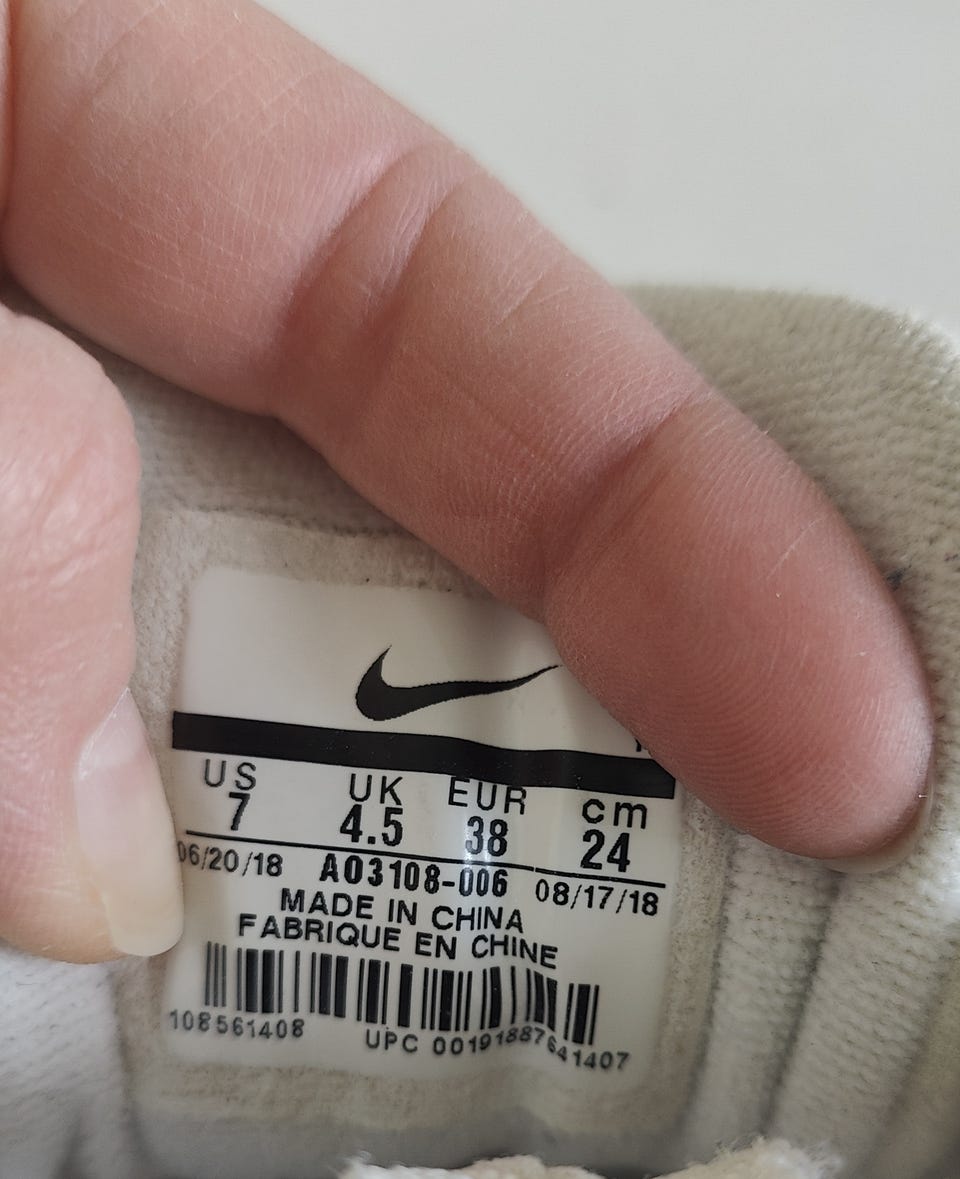 US UK EUR cm
7 4.5 38 24
06/20/18 AO3108-006 08/17/18
MADE IN CHINA
FABRIQUE EN CHINE
108561408 UPC 00191887641407